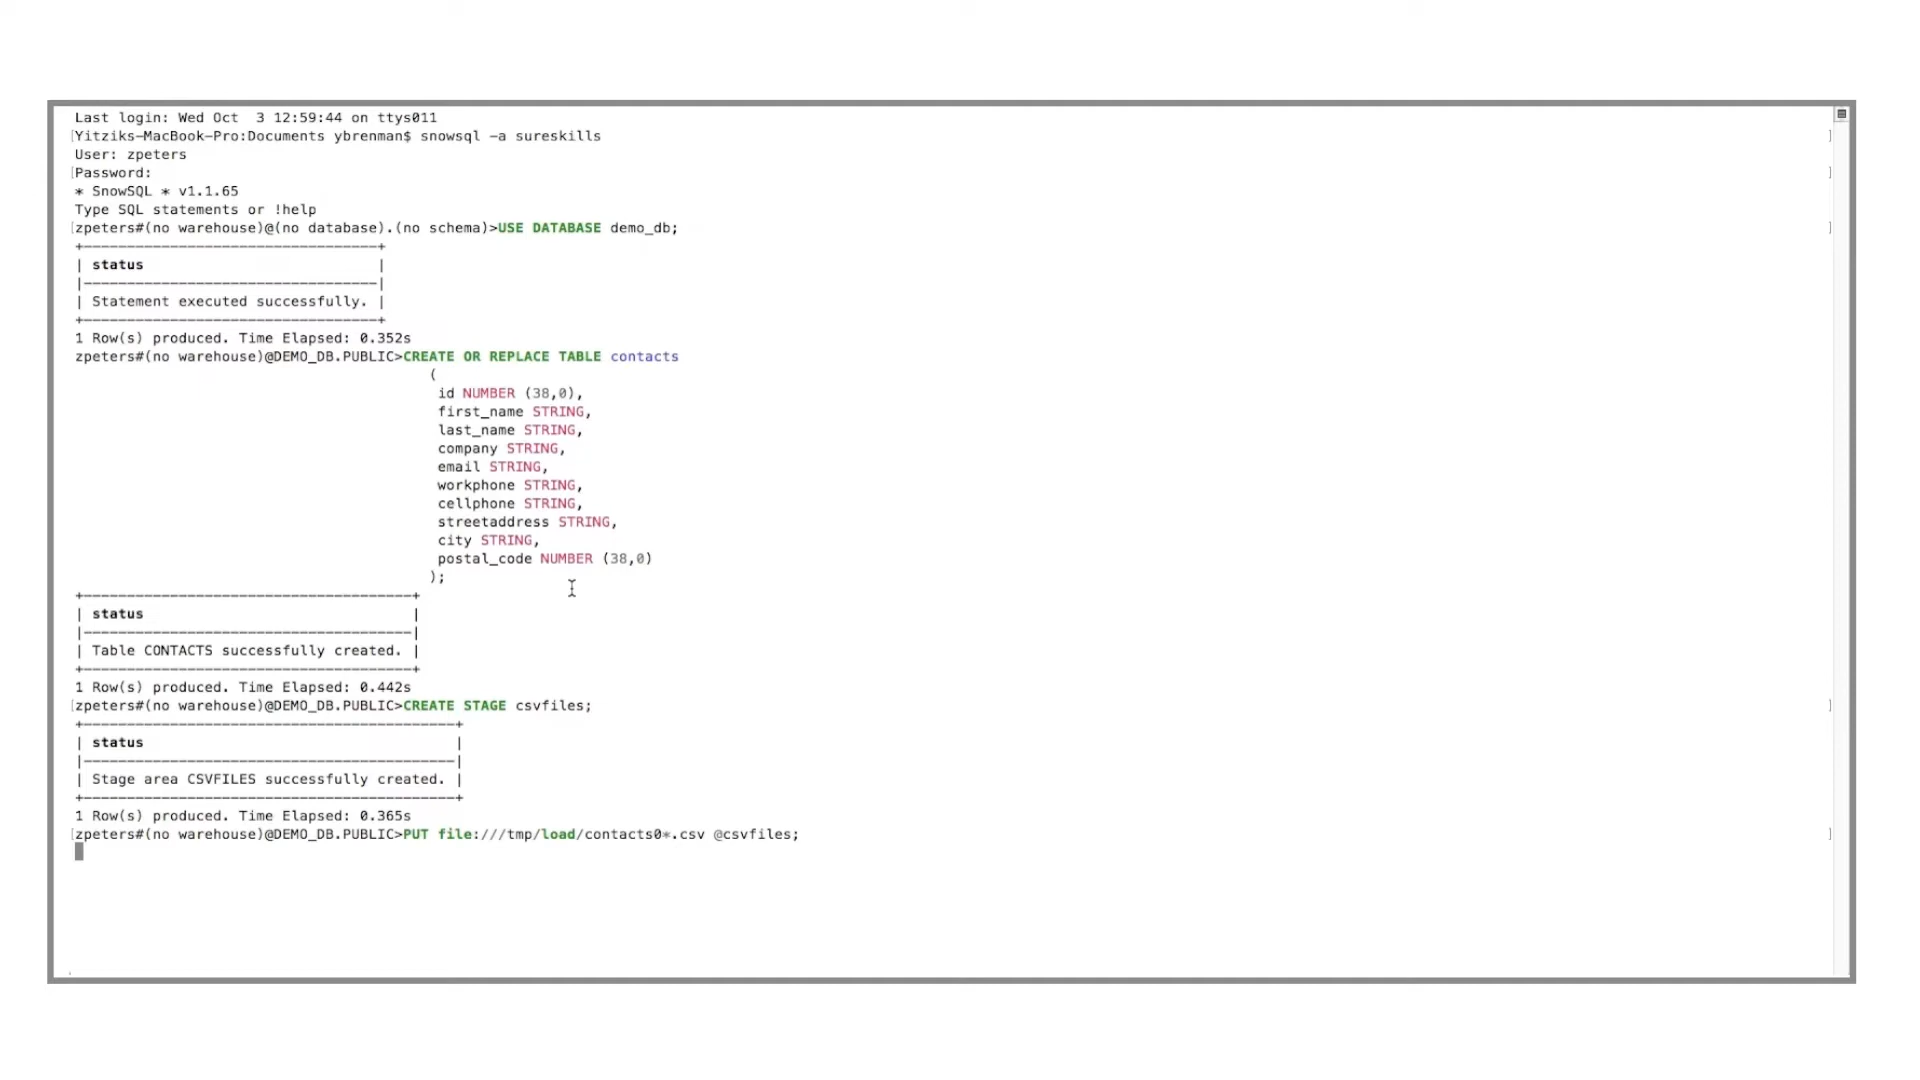 Last login: Wed Oct  3 12:59:44 on ttys011
[Yitziks-MacBook-Pro:Documents ybrenman$ snowsql -a sureskills ]
User: zpeters
[Password: ]
* SnowSQL * v1.1.65
Type SQL statements or !help
[zpeters#(no warehouse)@(no database).(no schema)>USE DATABASE demo_db; ]
+----------------------------------+
| status                           |
|----------------------------------|
| Statement executed successfully. |
+----------------------------------+
1 Row(s) produced. Time Elapsed: 0.352s
zpeters#(no warehouse)@DEMO_DB.PUBLIC>CREATE OR REPLACE TABLE contacts
(
id NUMBER (38,0),
first_name STRING,
last_name STRING,
company STRING,
email STRING,
workphone STRING,
cellphone STRING,
streetaddress STRING,
city STRING,
postal_code NUMBER (38,0)
);
+--------------------------------------+
| status                               |
|--------------------------------------|
| Table CONTACTS successfully created. |
+--------------------------------------+
1 Row(s) produced. Time Elapsed: 0.442s
[zpeters#(no warehouse)@DEMO_DB.PUBLIC>CREATE STAGE csvfiles; ]
+-------------------------------------------+
| status                                    |
|-------------------------------------------|
| Stage area CSVFILES successfully created. |
+-------------------------------------------+
1 Row(s) produced. Time Elapsed: 0.365s
[zpeters#(no warehouse)@DEMO_DB.PUBLIC>PUT file:///tmp/load/contacts0*.csv @csvfiles; ]